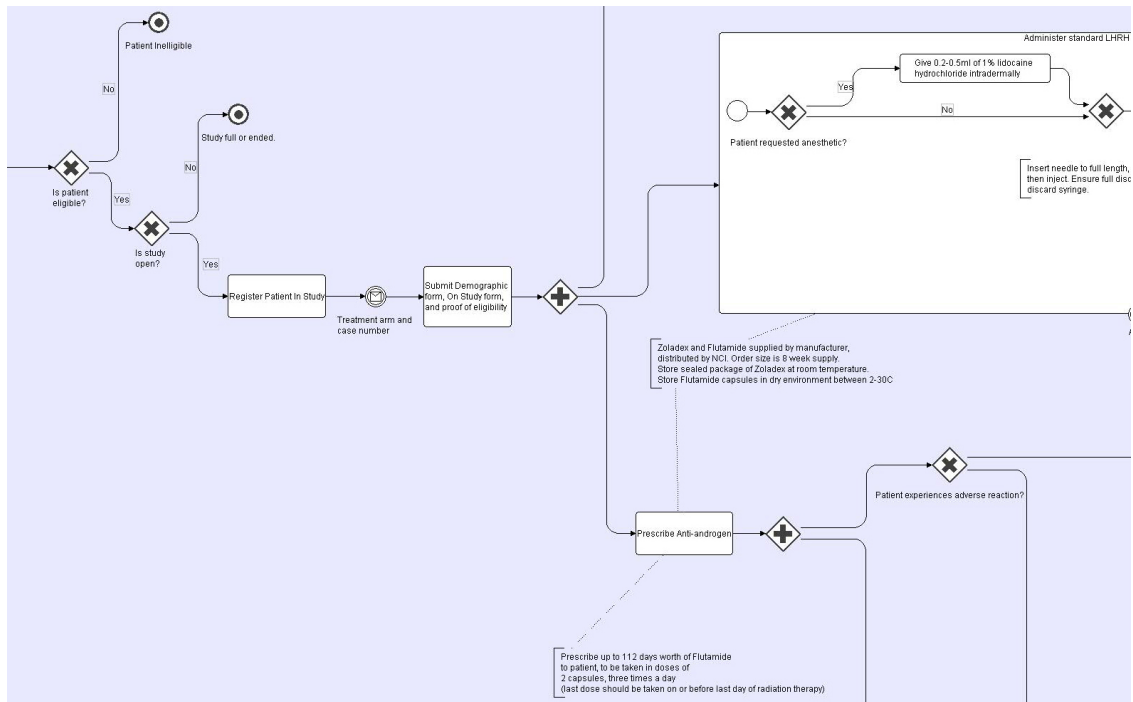 Patient Inelligible
No
Study full or ended.
No
Is patient
eligible?
Yes
Is study
open?
Yes
Register Patient In Study
Treatment arm and
case number
Submit Demographic
form, On Study form,
and proof of eligibility
Administer standard LHRH
Give 0.2-0.5ml of 1% lidocaine
hydrochloride intradermally
Yes
No
Patient requested anesthetic?
Insert needle to full length,
then inject. Ensure full disc
discard syringe.
Zoladex and Flutamide supplied by manufacturer,
distributed by NCI. Order size is 8 week supply.
Store sealed package of Zoladex at room temperature.
Store Flutamide capsules in dry environment between 2-30C
Patient experiences adverse reaction?
Prescribe Anti-androgen
Prescribe up to 112 days worth of Flutamide
to patient, to be taken in doses of
2 capsules, three times a day
(last dose should be taken on or before last day of radiation therapy)